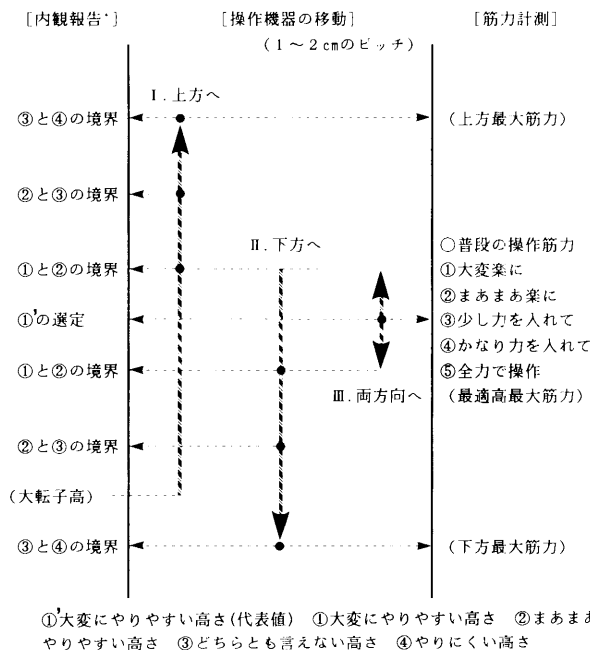 [内観報告*] [操作機器の移動] [筋力計測]
(1〜2cmのピッチ)
Ⅰ.上方へ
③と④の境界 (上方最大筋力)
②と③の境界
Ⅱ.下方へ ○普段の操作筋力
①と②の境界 ①大変楽に
②まあまあ楽に
①'の選定 ③少し力を入れて
④かなり力を入れて
①と②の境界 ⑤全力で操作
Ⅲ.両方向へ (最適高最大筋力)
②と③の境界
(大転子高)
③と④の境界 (下方最大筋力)
①'大変にやりやすい高さ(代表値) ①大変にやりやすい高さ ②まあまあ
やりやすい高さ ③どちらとも言えない高さ ④やりにくい高さ